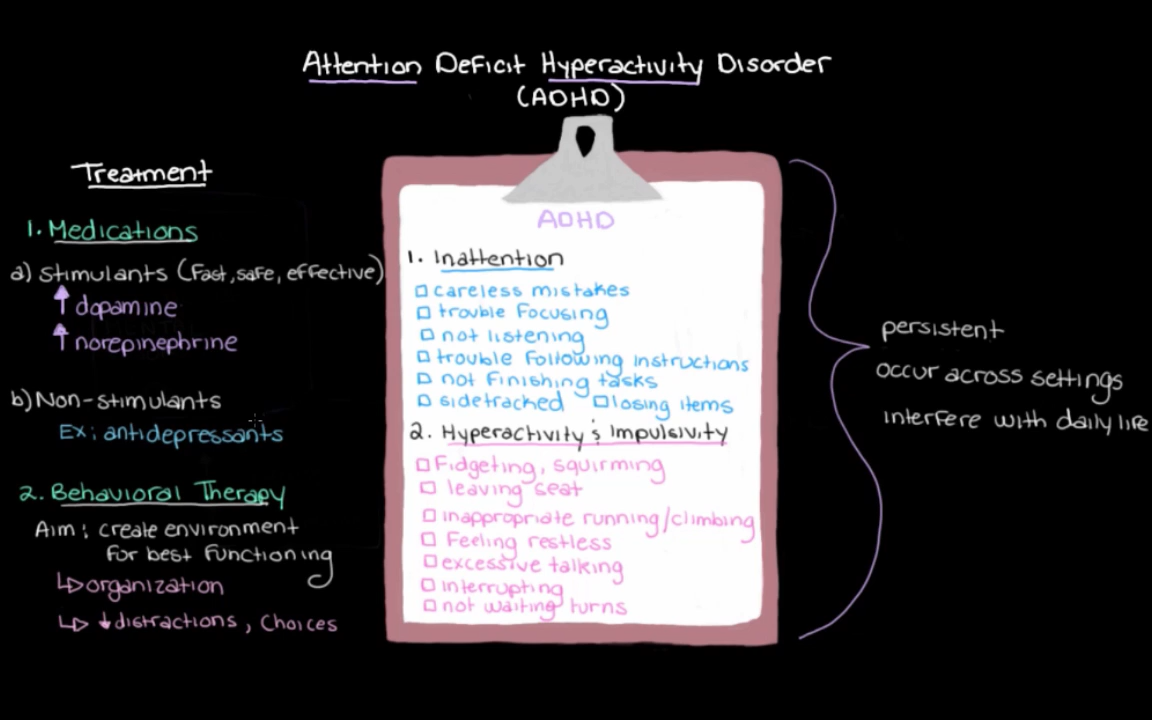 Attention Deficit Hyperactivity Disorder
(ADHD)
Treatment
1. Medications
a) Stimulants (Fast, safe, effective)
↑ dopamine
↑ norepinephrine
b) Non-stimulants
Ex: antidepressants
2. Behavioral Therapy
Aim: create environment
for best functioning
↳ organization
↳ ↓ distractions, choices
ADHD
1. Inattention
□ careless mistakes
□ trouble focusing
□ not listening
□ trouble following instructions
□ not finishing tasks
□ sidetracked □ losing items
2. Hyperactivity & Impulsivity
□ Fidgeting, squirming
□ leaving seat
□ inappropriate running/climbing
□ Feeling restless
□ excessive talking
□ interrupting
□ not waiting turns
persistent
occur across settings
interfere with daily life